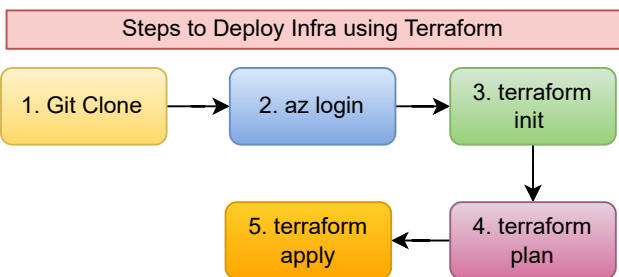 Steps to Deploy Infra using Terraform
1. Git Clone
2. az login
3. terraform
init
4. terraform
plan
5. terraform
apply